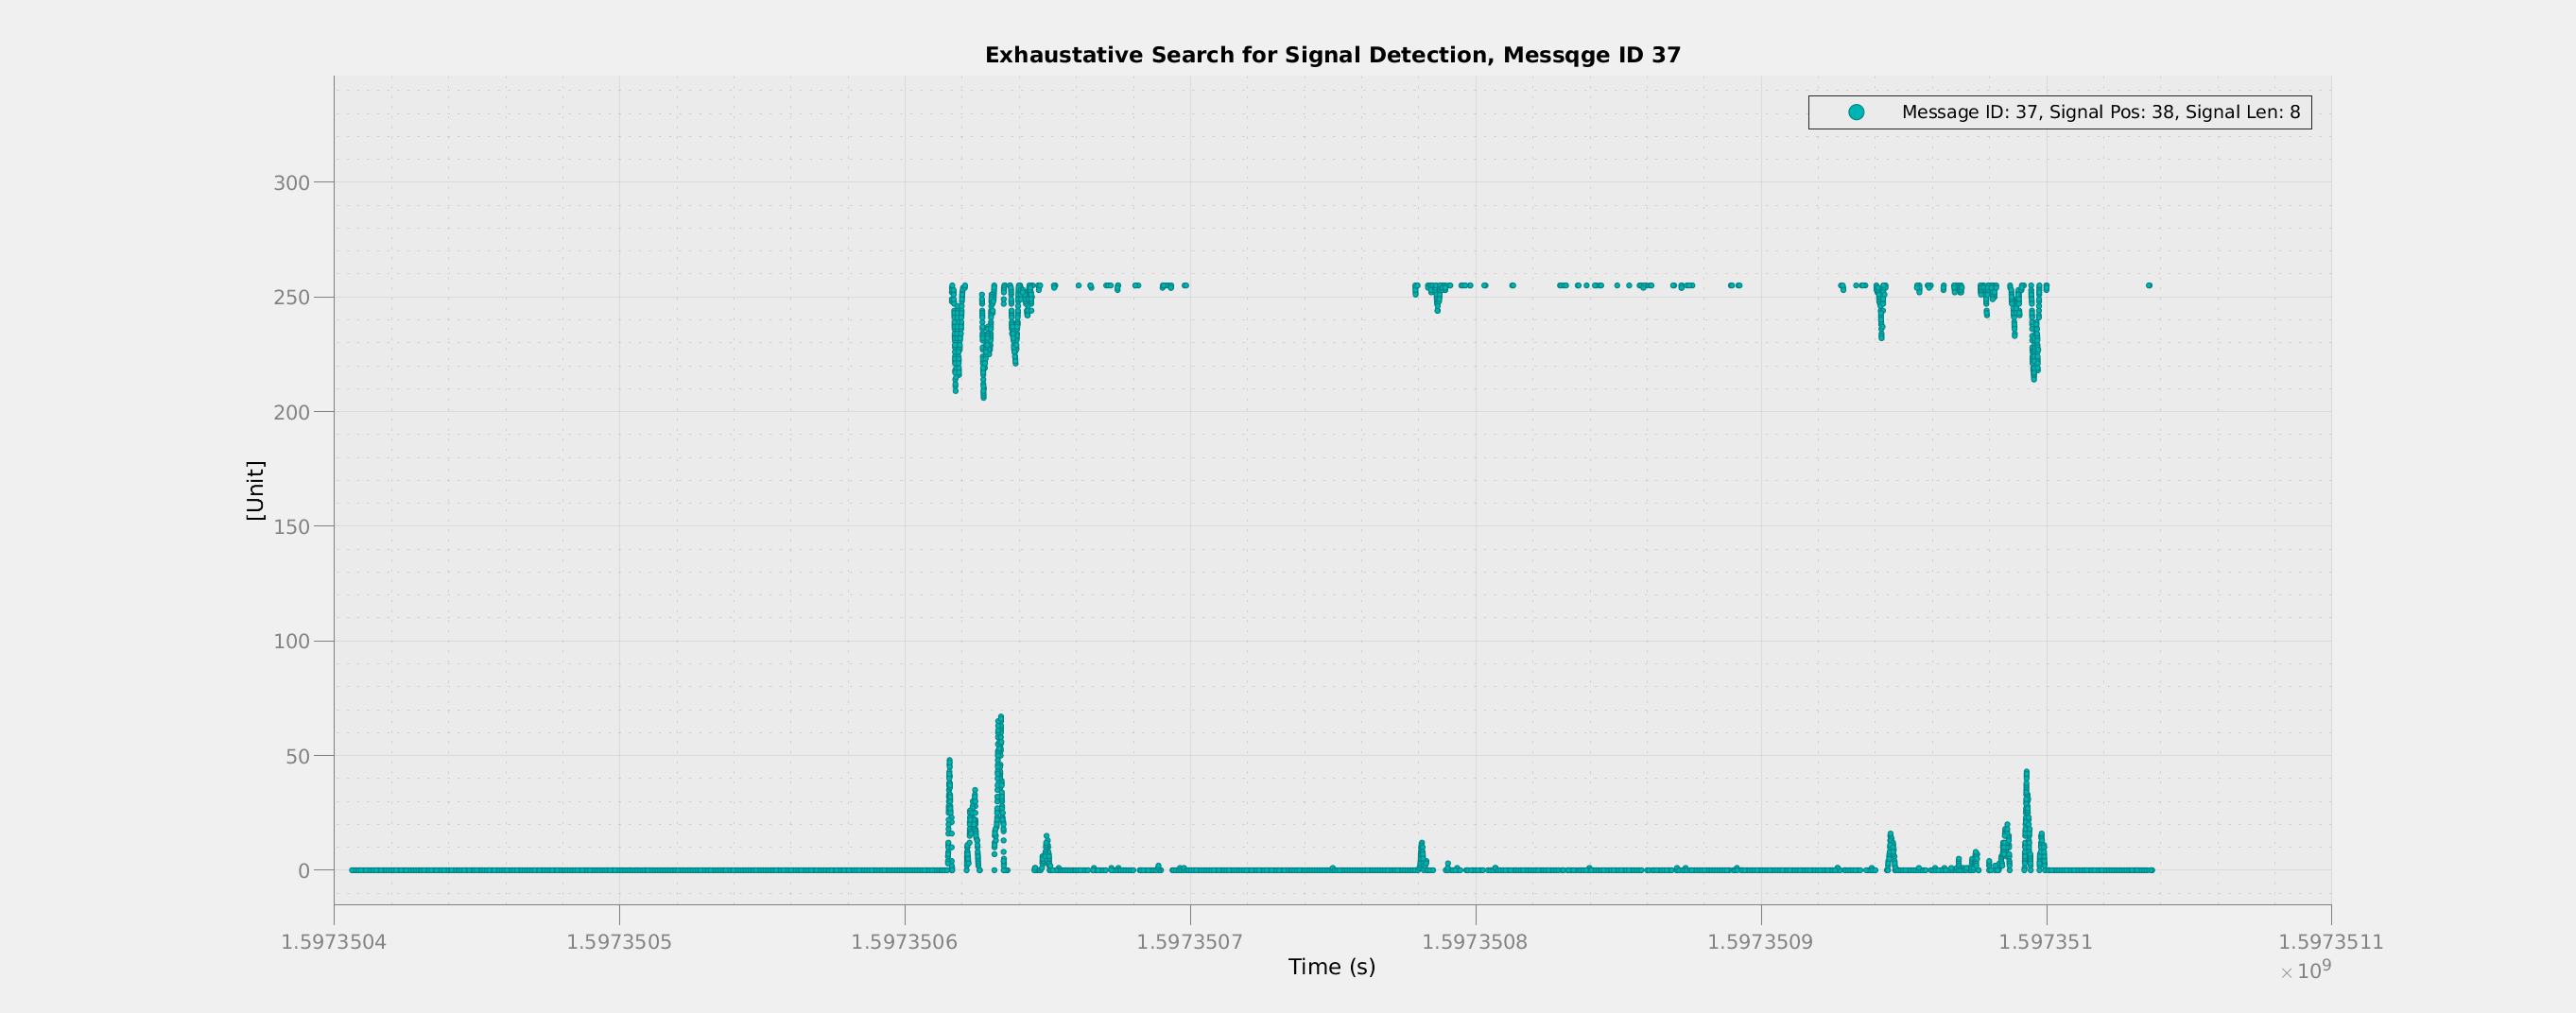 Exhaustative Search for Signal Detection, Messqge ID 37
Message ID: 37, Signal Pos: 38, Signal Len: 8
300
250
200
150
100
50
0
[Unit]
1.5973504 1.5973505 1.5973506 1.5973507 1.5973508 1.5973509 1.597351 1.5973511
Time (s)
× 10⁹